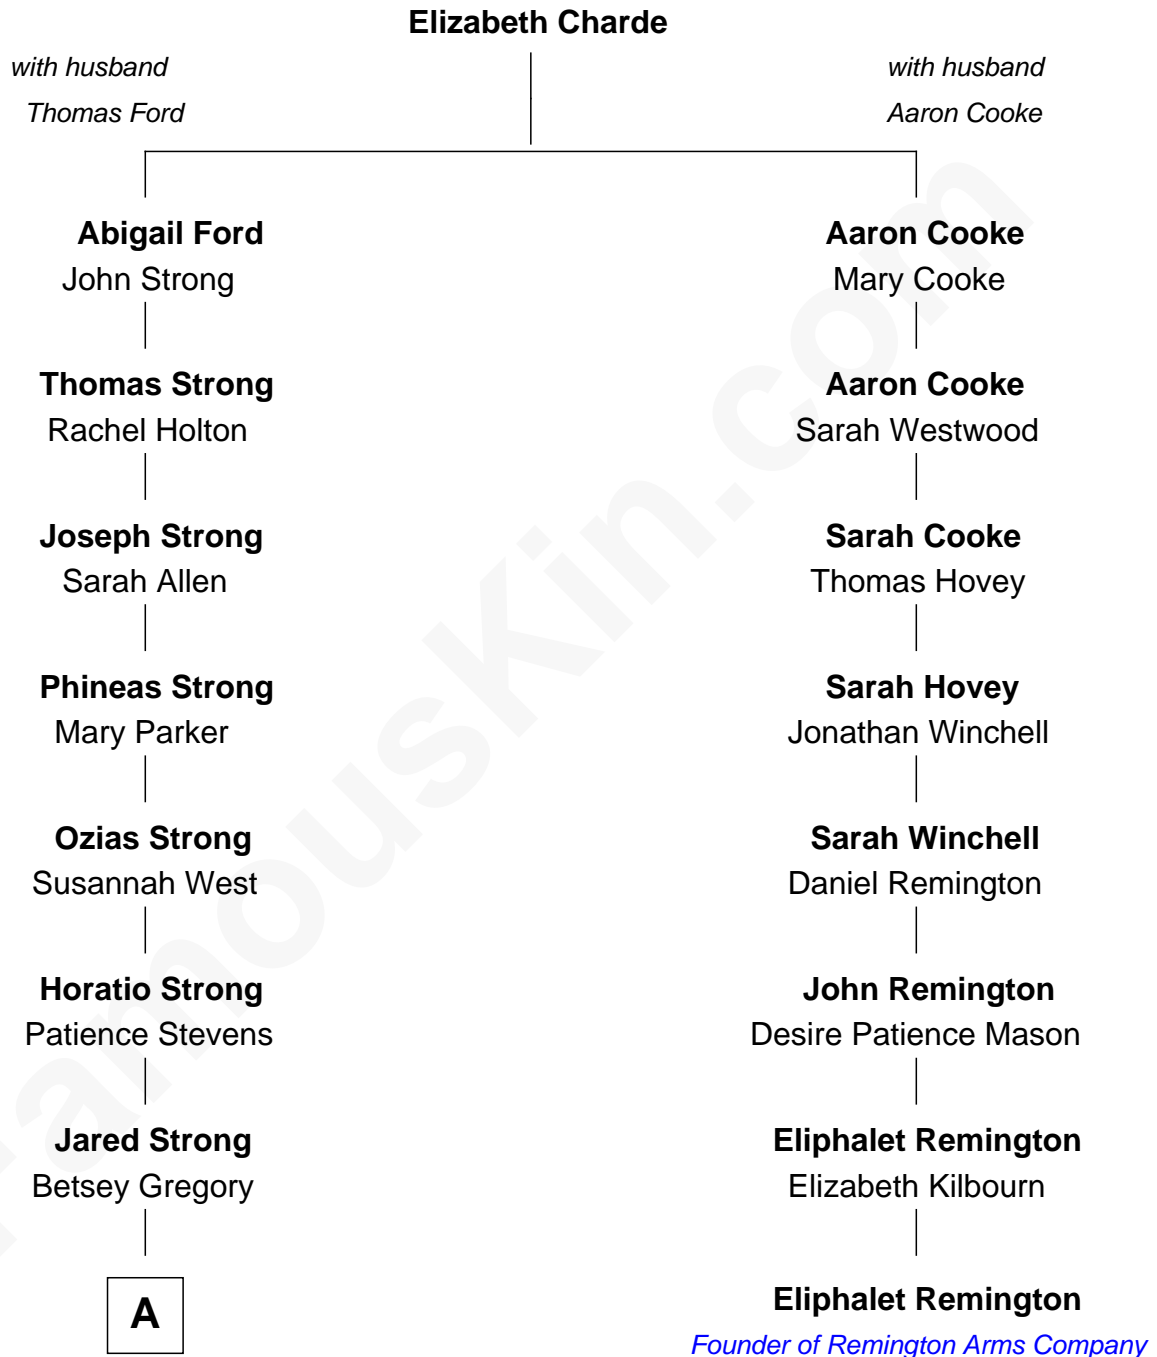 Elizabeth Charde
with husband
Thomas Ford
with husband
Aaron Cooke
Abigail Ford
John Strong
Aaron Cooke
Mary Cooke
Thomas Strong
Rachel Holton
Aaron Cooke
Sarah Westwood
Joseph Strong
Sarah Allen
Sarah Cooke
Thomas Hovey
Phineas Strong
Mary Parker
Sarah Hovey
Jonathan Winchell
Ozias Strong
Susannah West
Sarah Winchell
Daniel Remington
Horatio Strong
Patience Stevens
John Remington
Desire Patience Mason
Jared Strong
Betsey Gregory
Eliphalet Remington
Elizabeth Kilbourn
A
Eliphalet Remington
Founder of Remington Arms Company
FamousKin.com